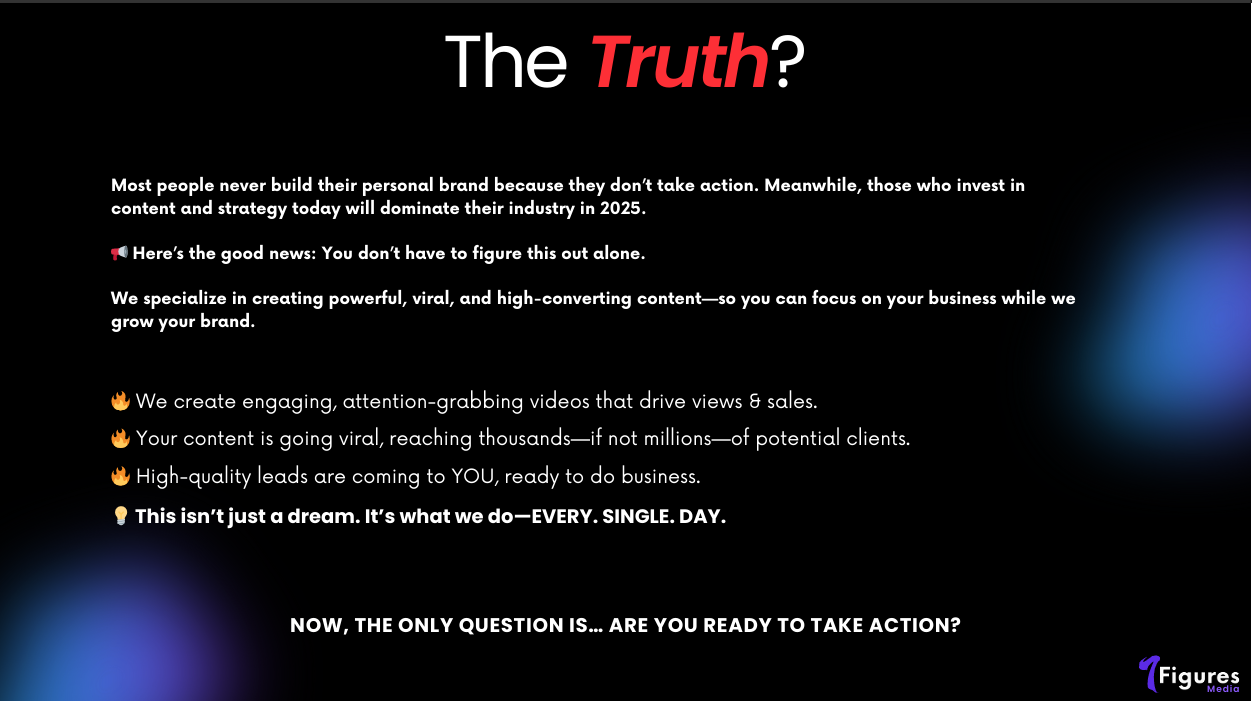 The Truth?
Most people never build their personal brand because they don't take action. Meanwhile, those who invest in
content and strategy today will dominate their industry in 2025.
📢 Here's the good news: You don't have to figure this out alone.
We specialize in creating powerful, viral, and high-converting content—so you can focus on your business while we
grow your brand.
🔥 We create engaging, attention-grabbing videos that drive views & sales.
🔥 Your content is going viral, reaching thousands—if not millions—of potential clients.
🔥 High-quality leads are coming to YOU, ready to do business.
💡 This isn't just a dream. It's what we do—EVERY. SINGLE. DAY.
NOW, THE ONLY QUESTION IS... ARE YOU READY TO TAKE ACTION?
7Figures
Media